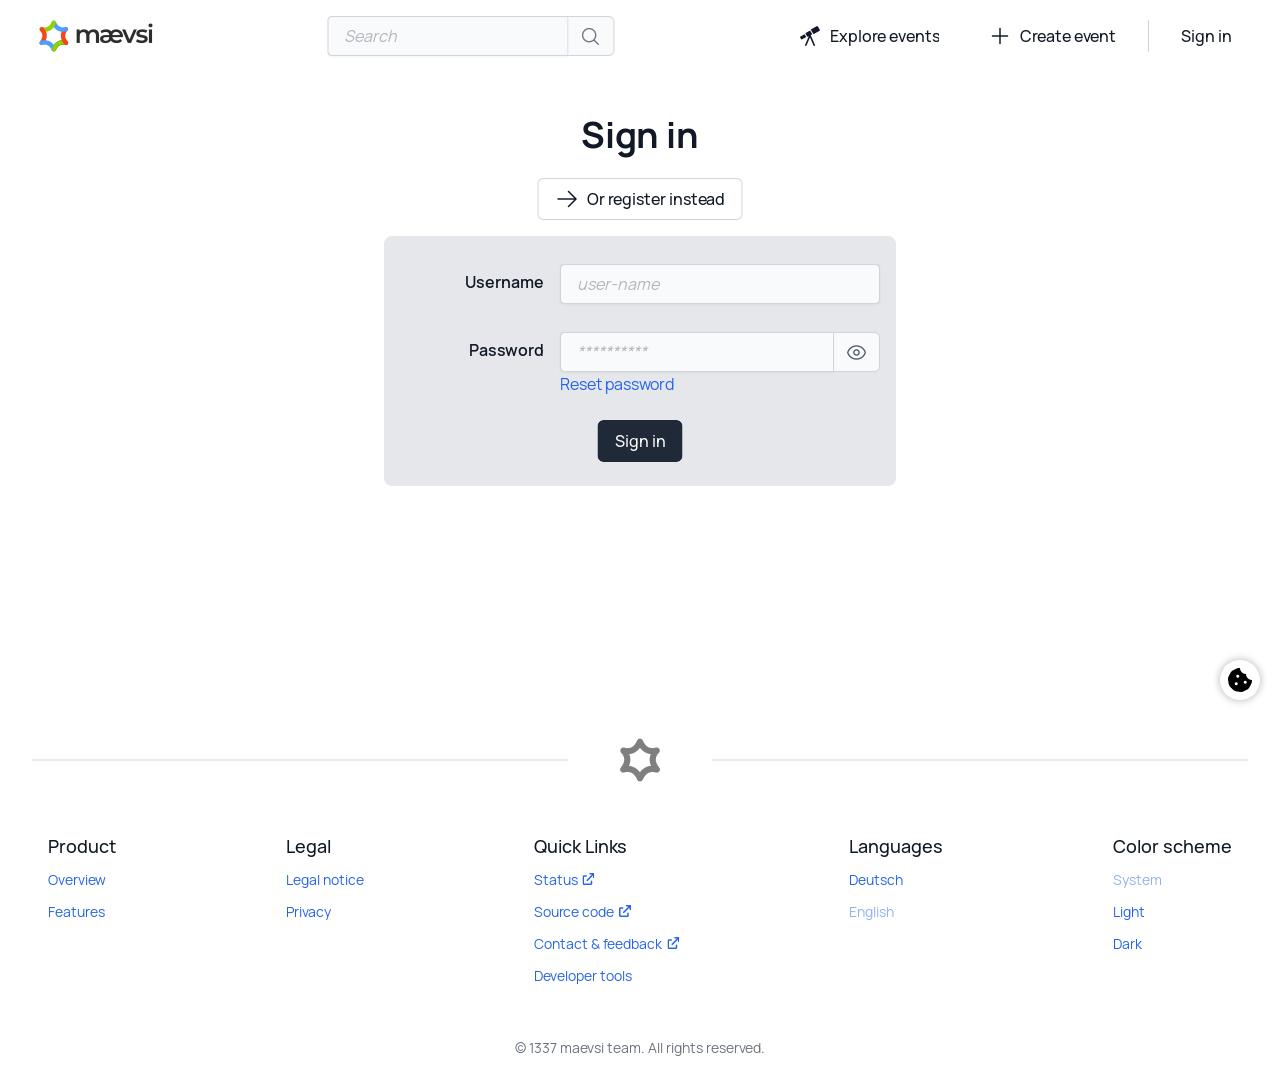 mævsi
Search
Explore events
Create event
Sign in
Sign in
Or register instead
Username
user-name
Password
**********
Reset password
Sign in
Product
Overview
Features
Legal
Legal notice
Privacy
Quick Links
Status
Source code
Contact & feedback
Developer tools
Languages
Deutsch
English
Color scheme
System
Light
Dark
© 1337 maevsi team. All rights reserved.